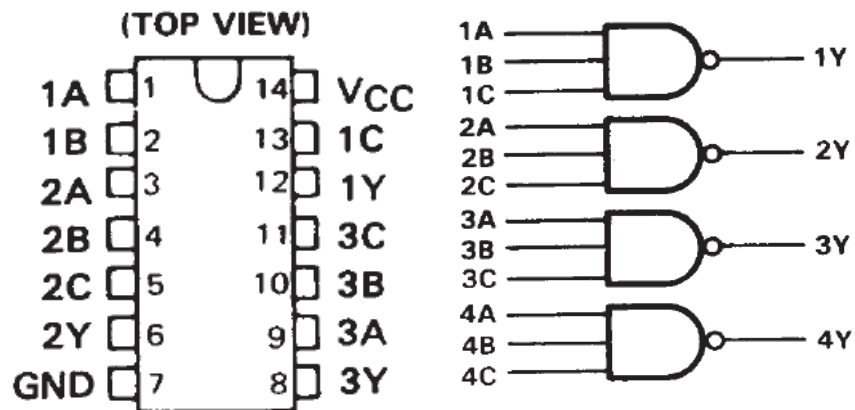 (TOP VIEW)
1A 1 14 VCC
1B 2 13 1C
2A 3 12 1Y
2B 4 11 3C
2C 5 10 3B
2Y 6 9 3A
GND 7 8 3Y
1A
1B
1C
1Y
2A
2B
2C
2Y
3A
3B
3C
3Y
4A
4B
4C
4Y